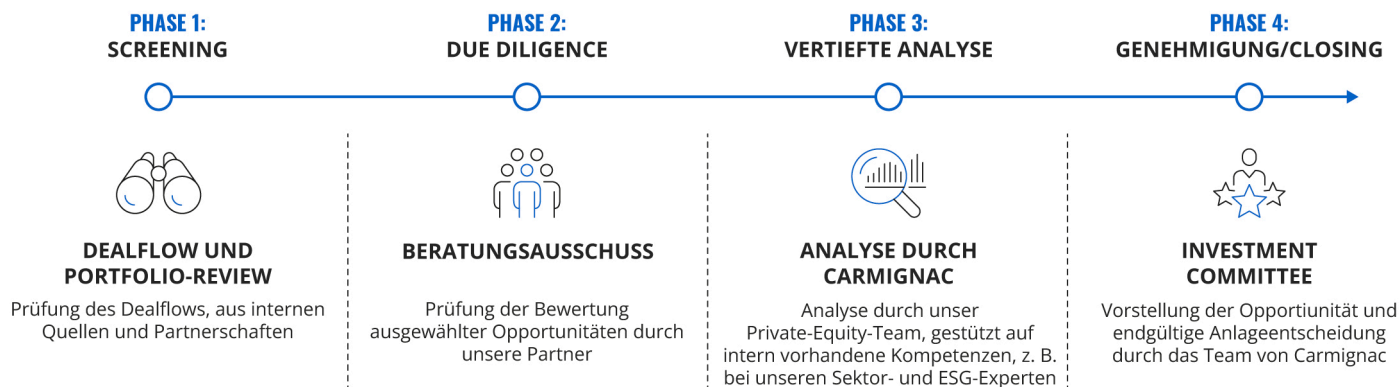 PHASE 1:
SCREENING
DEALFLOW UND
PORTFOLIO-REVIEW
Prüfung des Dealflows, aus internen
Quellen und Partnerschaften
PHASE 2:
DUE DILIGENCE
BERATUNGSAUSSCHUSS
Prüfung der Bewertung
ausgewählter Opportunitäten durch
unsere Partner
PHASE 3:
VERTIEFTE ANALYSE
ANALYSE DURCH
CARMIGNAC
Analyse durch unser
Private-Equity-Team, gestützt auf
intern vorhandene Kompetenzen, z. B.
bei unseren Sektor- und ESG-Experten
PHASE 4:
GENEHMIGUNG/CLOSING
INVESTMENT
COMMITTEE
Vorstellung der Opportiunität und
endgültige Anlageentscheidung
durch das Team von Carmignac